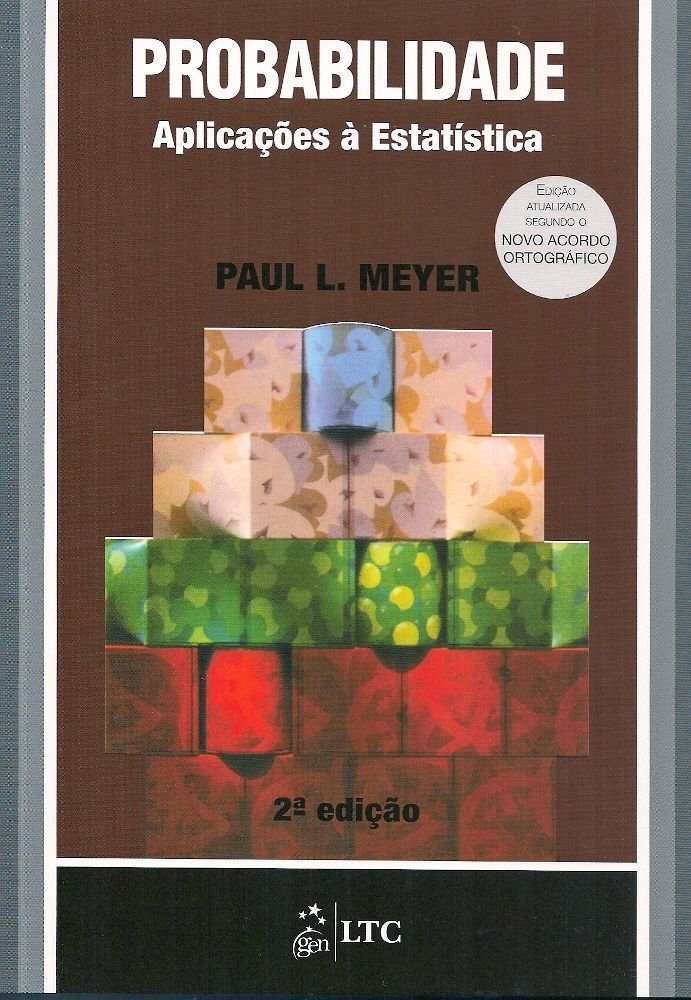 PROBABILIDADE
Aplicações à Estatística
EDIÇÃO
ATUALIZADA
SEGUNDO O
NOVO ACORDO
ORTOGRÁFICO
PAUL L. MEYER
2ª edição
gen
LTC